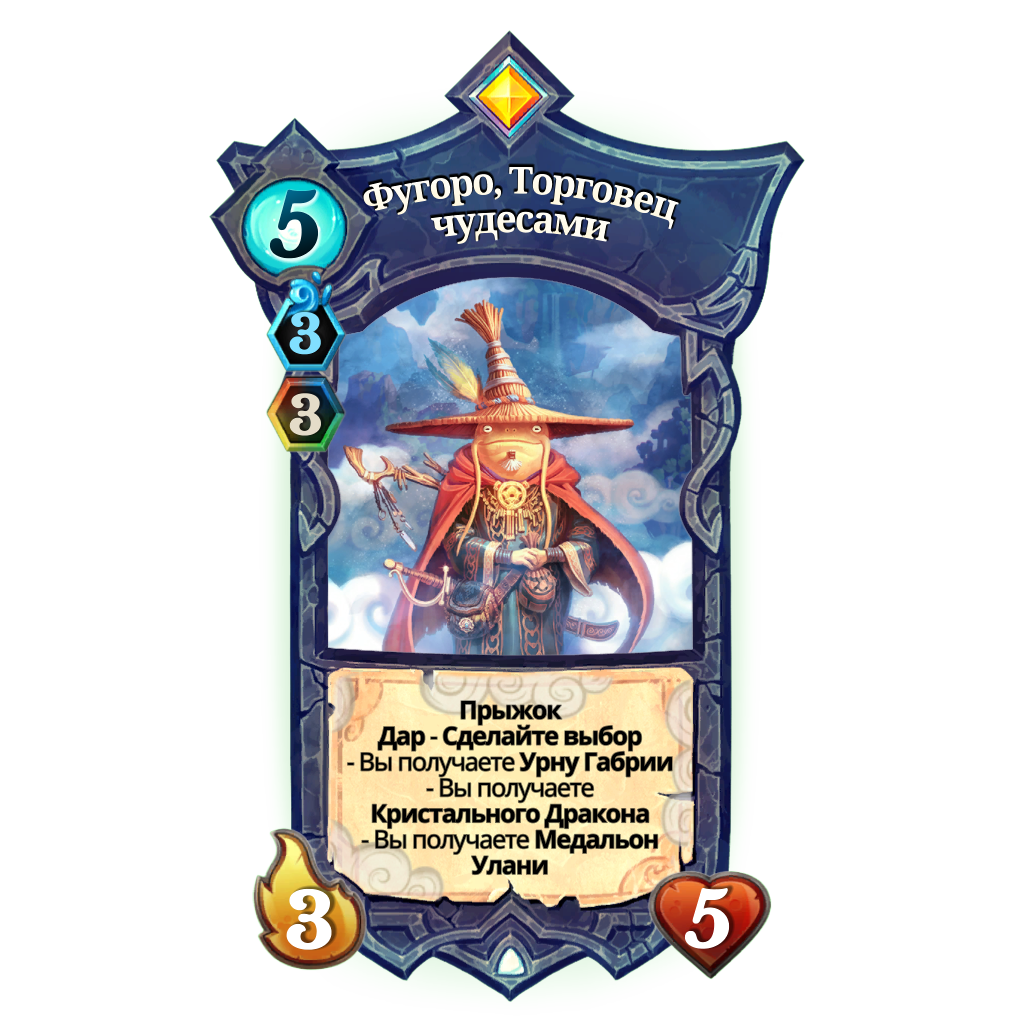 Фугоро, Торговец
чудесами
5
3
3
Прыжок
Дар - Сделайте выбор
- Вы получаете Урну Габрии
- Вы получаете
Кристального Дракона
- Вы получаете Медальон
Улани
3
5